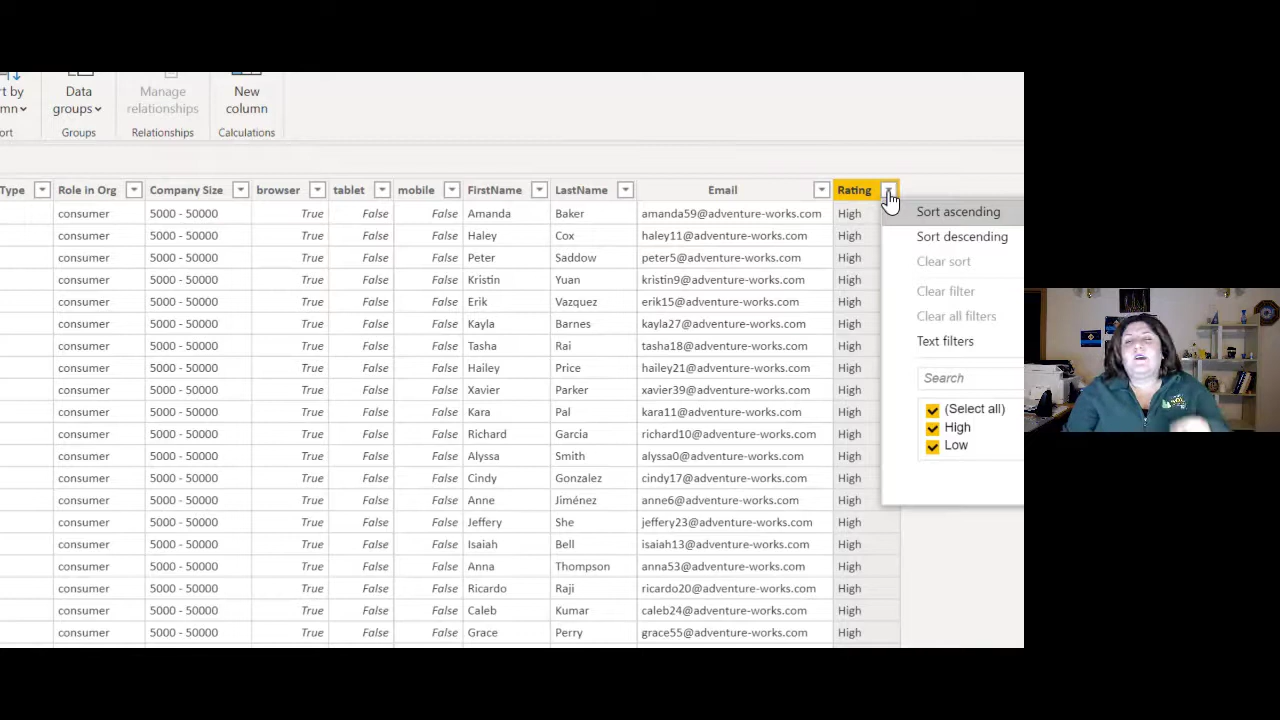 rt by Data Manage New
mn groups relationships column
ort Groups Relationships Calculations
Type Role in Org Company Size browser tablet mobile FirstName LastName Email Rating
consumer 5000 - 50000 True False False Amanda Baker amanda59@adventure-works.com High
consumer 5000 - 50000 True False False Haley Cox haley11@adventure-works.com High
consumer 5000 - 50000 True False False Peter Saddow peter5@adventure-works.com High
consumer 5000 - 50000 True False False Kristin Yuan kristin9@adventure-works.com High
consumer 5000 - 50000 True False False Erik Vazquez erik15@adventure-works.com High
consumer 5000 - 50000 True False False Kayla Barnes kayla27@adventure-works.com High
consumer 5000 - 50000 True False False Tasha Rai tasha18@adventure-works.com High
consumer 5000 - 50000 True False False Hailey Price hailey21@adventure-works.com High
consumer 5000 - 50000 True False False Xavier Parker xavier39@adventure-works.com High
consumer 5000 - 50000 True False False Kara Pal kara11@adventure-works.com High
consumer 5000 - 50000 True False False Richard Garcia richard10@adventure-works.com High
consumer 5000 - 50000 True False False Alyssa Smith alyssa0@adventure-works.com High
consumer 5000 - 50000 True False False Cindy Gonzalez cindy17@adventure-works.com High
consumer 5000 - 50000 True False False Anne Jiménez anne6@adventure-works.com High
consumer 5000 - 50000 True False False Jeffery She jeffery23@adventure-works.com High
consumer 5000 - 50000 True False False Isaiah Bell isaiah13@adventure-works.com High
consumer 5000 - 50000 True False False Anna Thompson anna53@adventure-works.com High
consumer 5000 - 50000 True False False Ricardo Raji ricardo20@adventure-works.com High
consumer 5000 - 50000 True False False Caleb Kumar caleb24@adventure-works.com High
consumer 5000 - 50000 True False False Grace Perry grace55@adventure-works.com High
Sort ascending
Sort descending
Clear sort
Clear filter
Clear all filters
Text filters
Search
(Select all)
High
Low